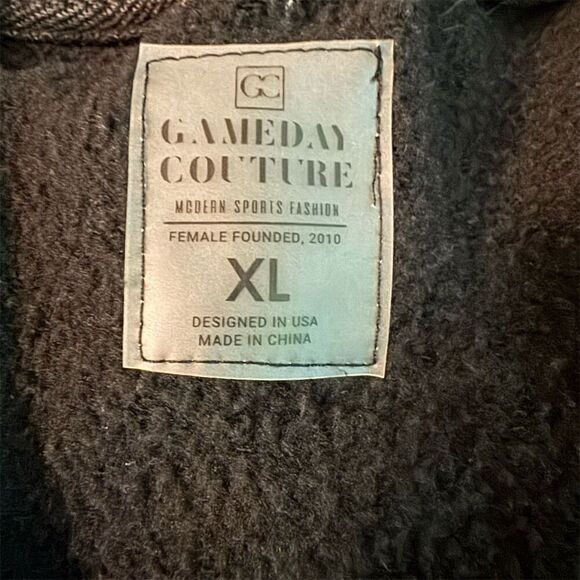 GC
GAMEDAY
COUTURE
MODERN SPORTS FASHION
FEMALE FOUNDED, 2010
XL
DESIGNED IN USA
MADE IN CHINA